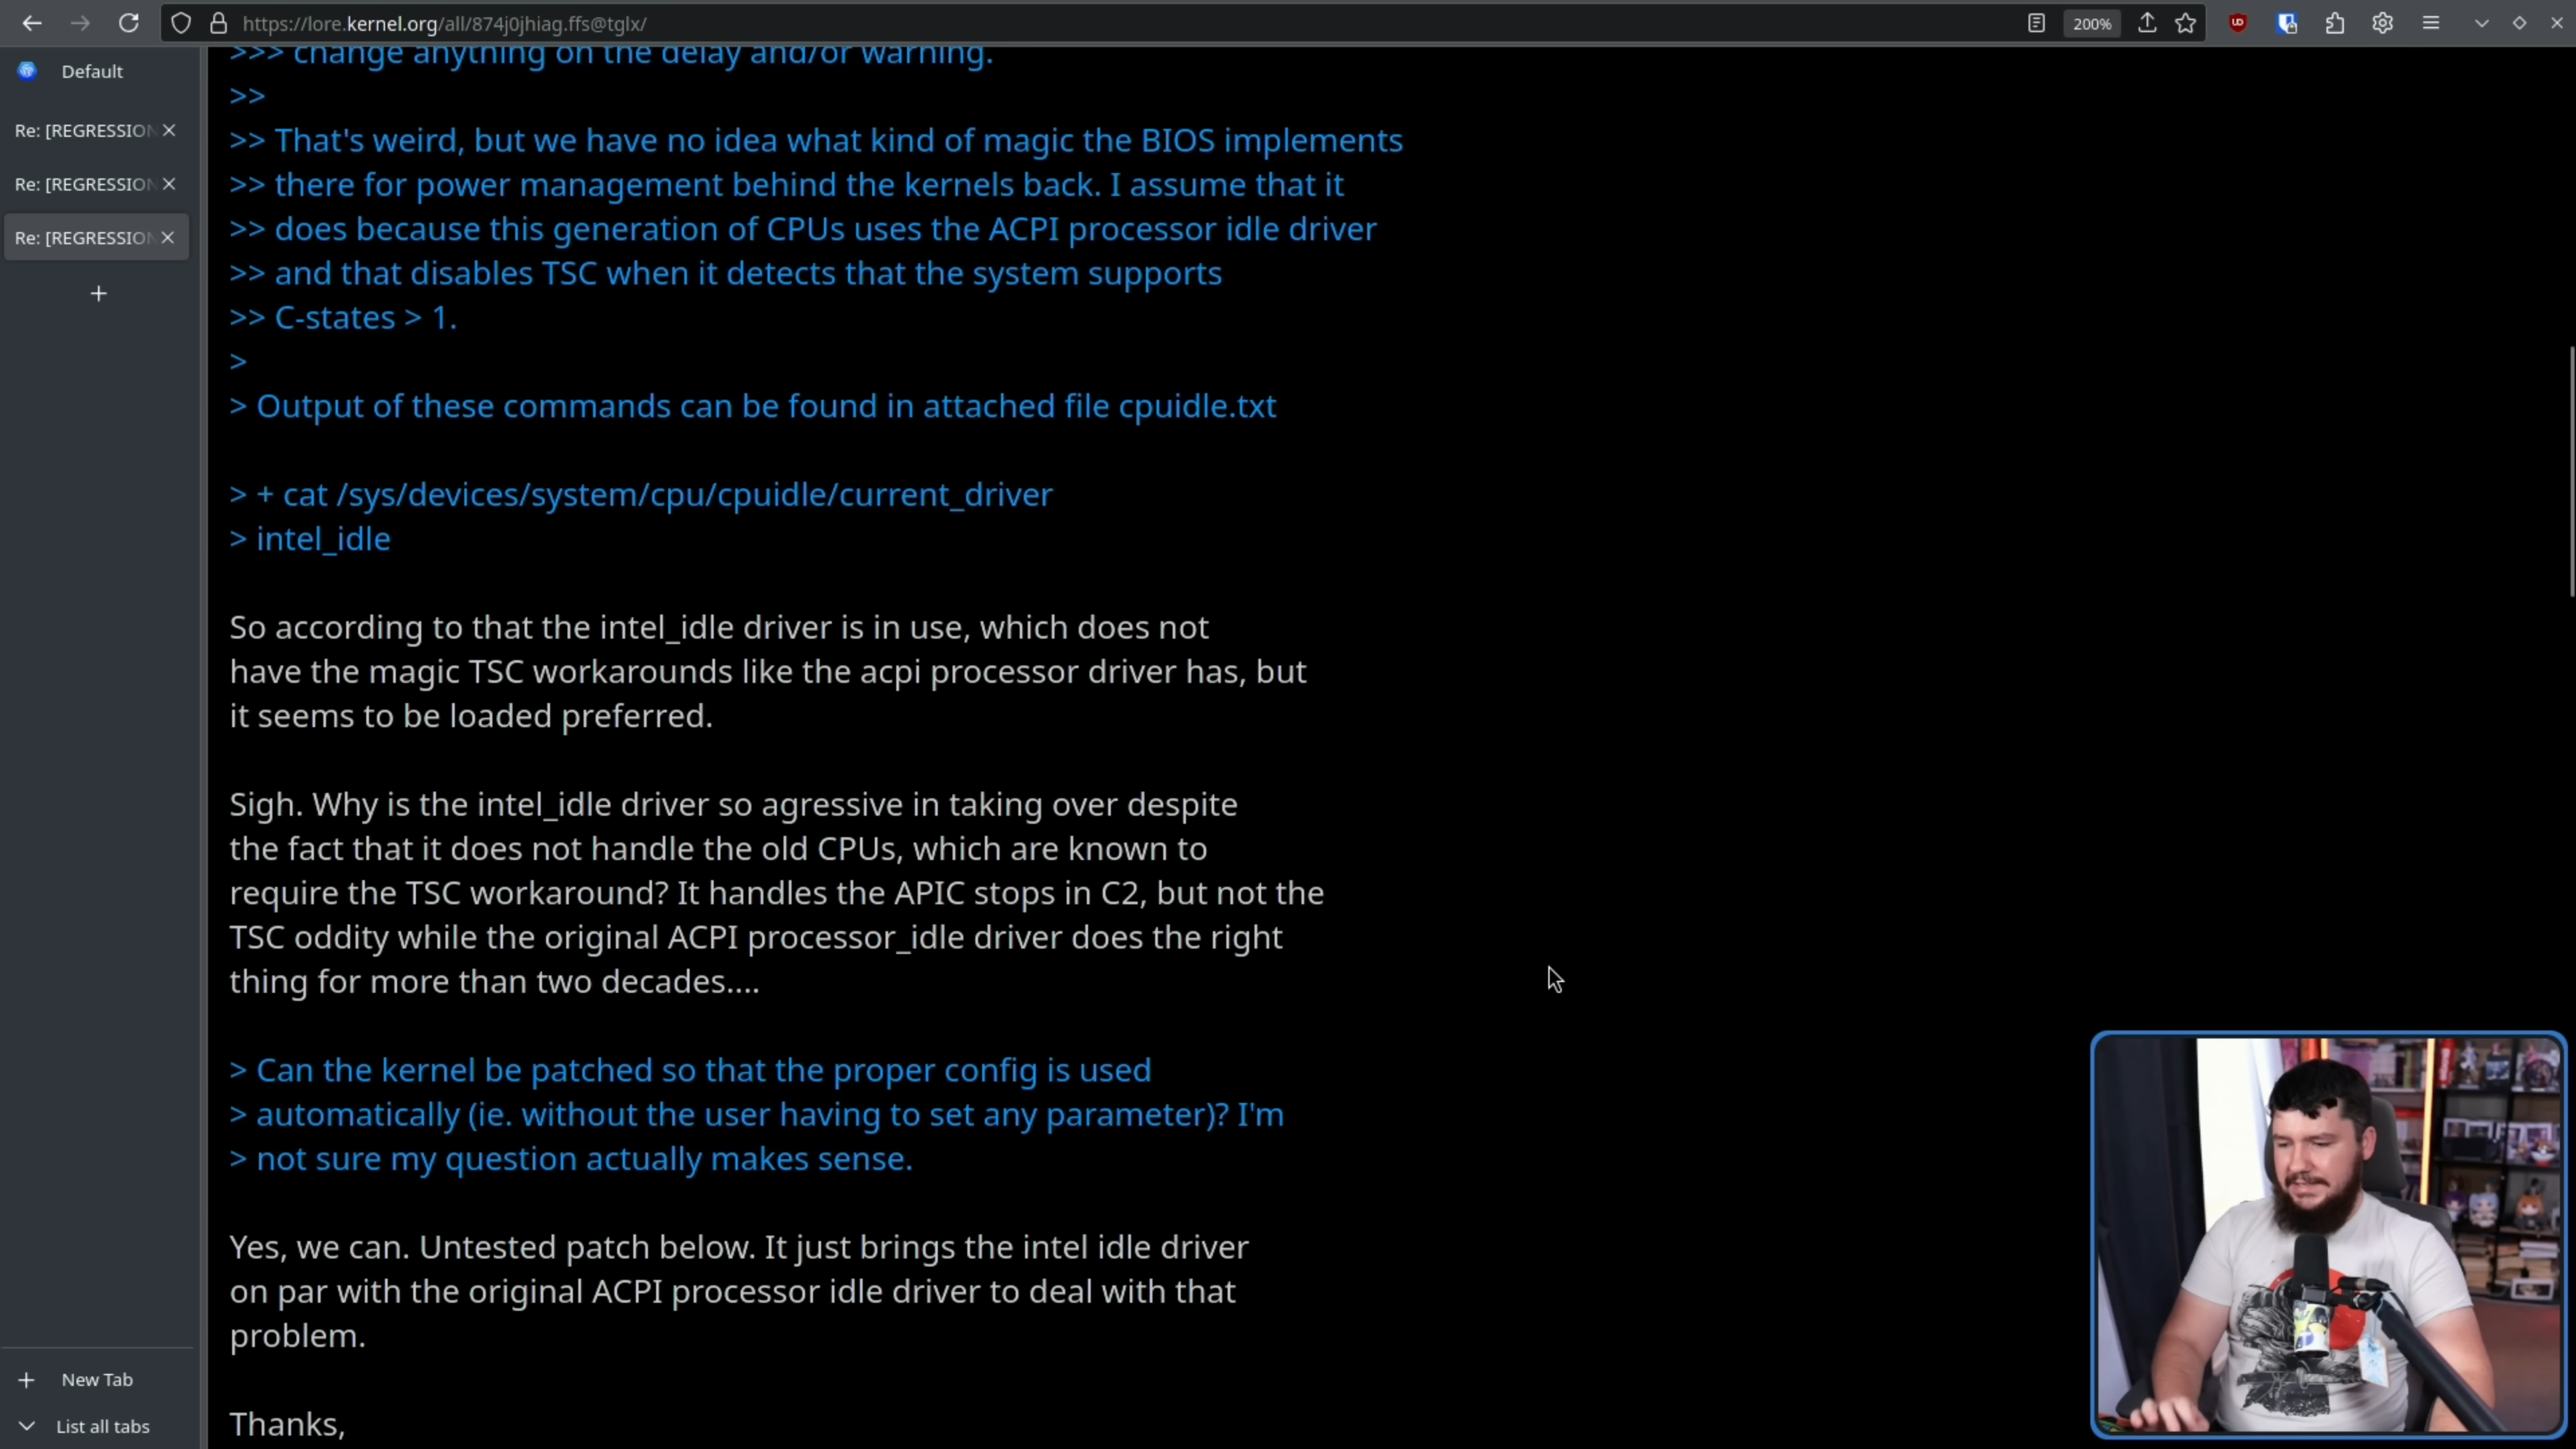 https://lore.kernel.org/all/874j0jhiag.ffs@tglx/
200%
Default
Re: [REGRESSION
Re: [REGRESSION
Re: [REGRESSION
New Tab
List all tabs
>>> change anything on the delay and/or warning.
>>
>> That's weird, but we have no idea what kind of magic the BIOS implements
>> there for power management behind the kernels back. I assume that it
>> does because this generation of CPUs uses the ACPI processor idle driver
>> and that disables TSC when it detects that the system supports
>> C-states > 1.
>
> Output of these commands can be found in attached file cpuidle.txt
> + cat /sys/devices/system/cpu/cpuidle/current_driver
> intel_idle
So according to that the intel_idle driver is in use, which does not
have the magic TSC workarounds like the acpi processor driver has, but
it seems to be loaded preferred.
Sigh. Why is the intel_idle driver so agressive in taking over despite
the fact that it does not handle the old CPUs, which are known to
require the TSC workaround? It handles the APIC stops in C2, but not the
TSC oddity while the original ACPI processor_idle driver does the right
thing for more than two decades....
> Can the kernel be patched so that the proper config is used
> automatically (ie. without the user having to set any parameter)? I'm
> not sure my question actually makes sense.
Yes, we can. Untested patch below. It just brings the intel idle driver
on par with the original ACPI processor idle driver to deal with that
problem.
Thanks,